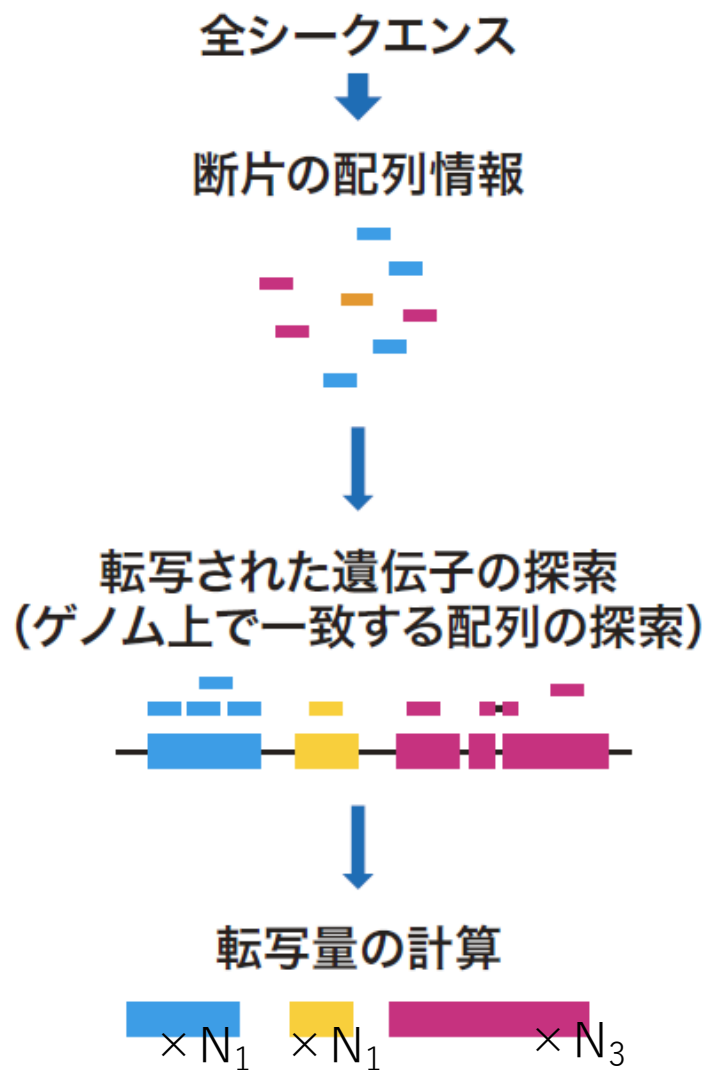 全シークエンス
断片の配列情報
転写された遺伝子の探索
（ゲノム上で一致する配列の探索）
転写量の計算
×N₁ ×N₁ ×N₃